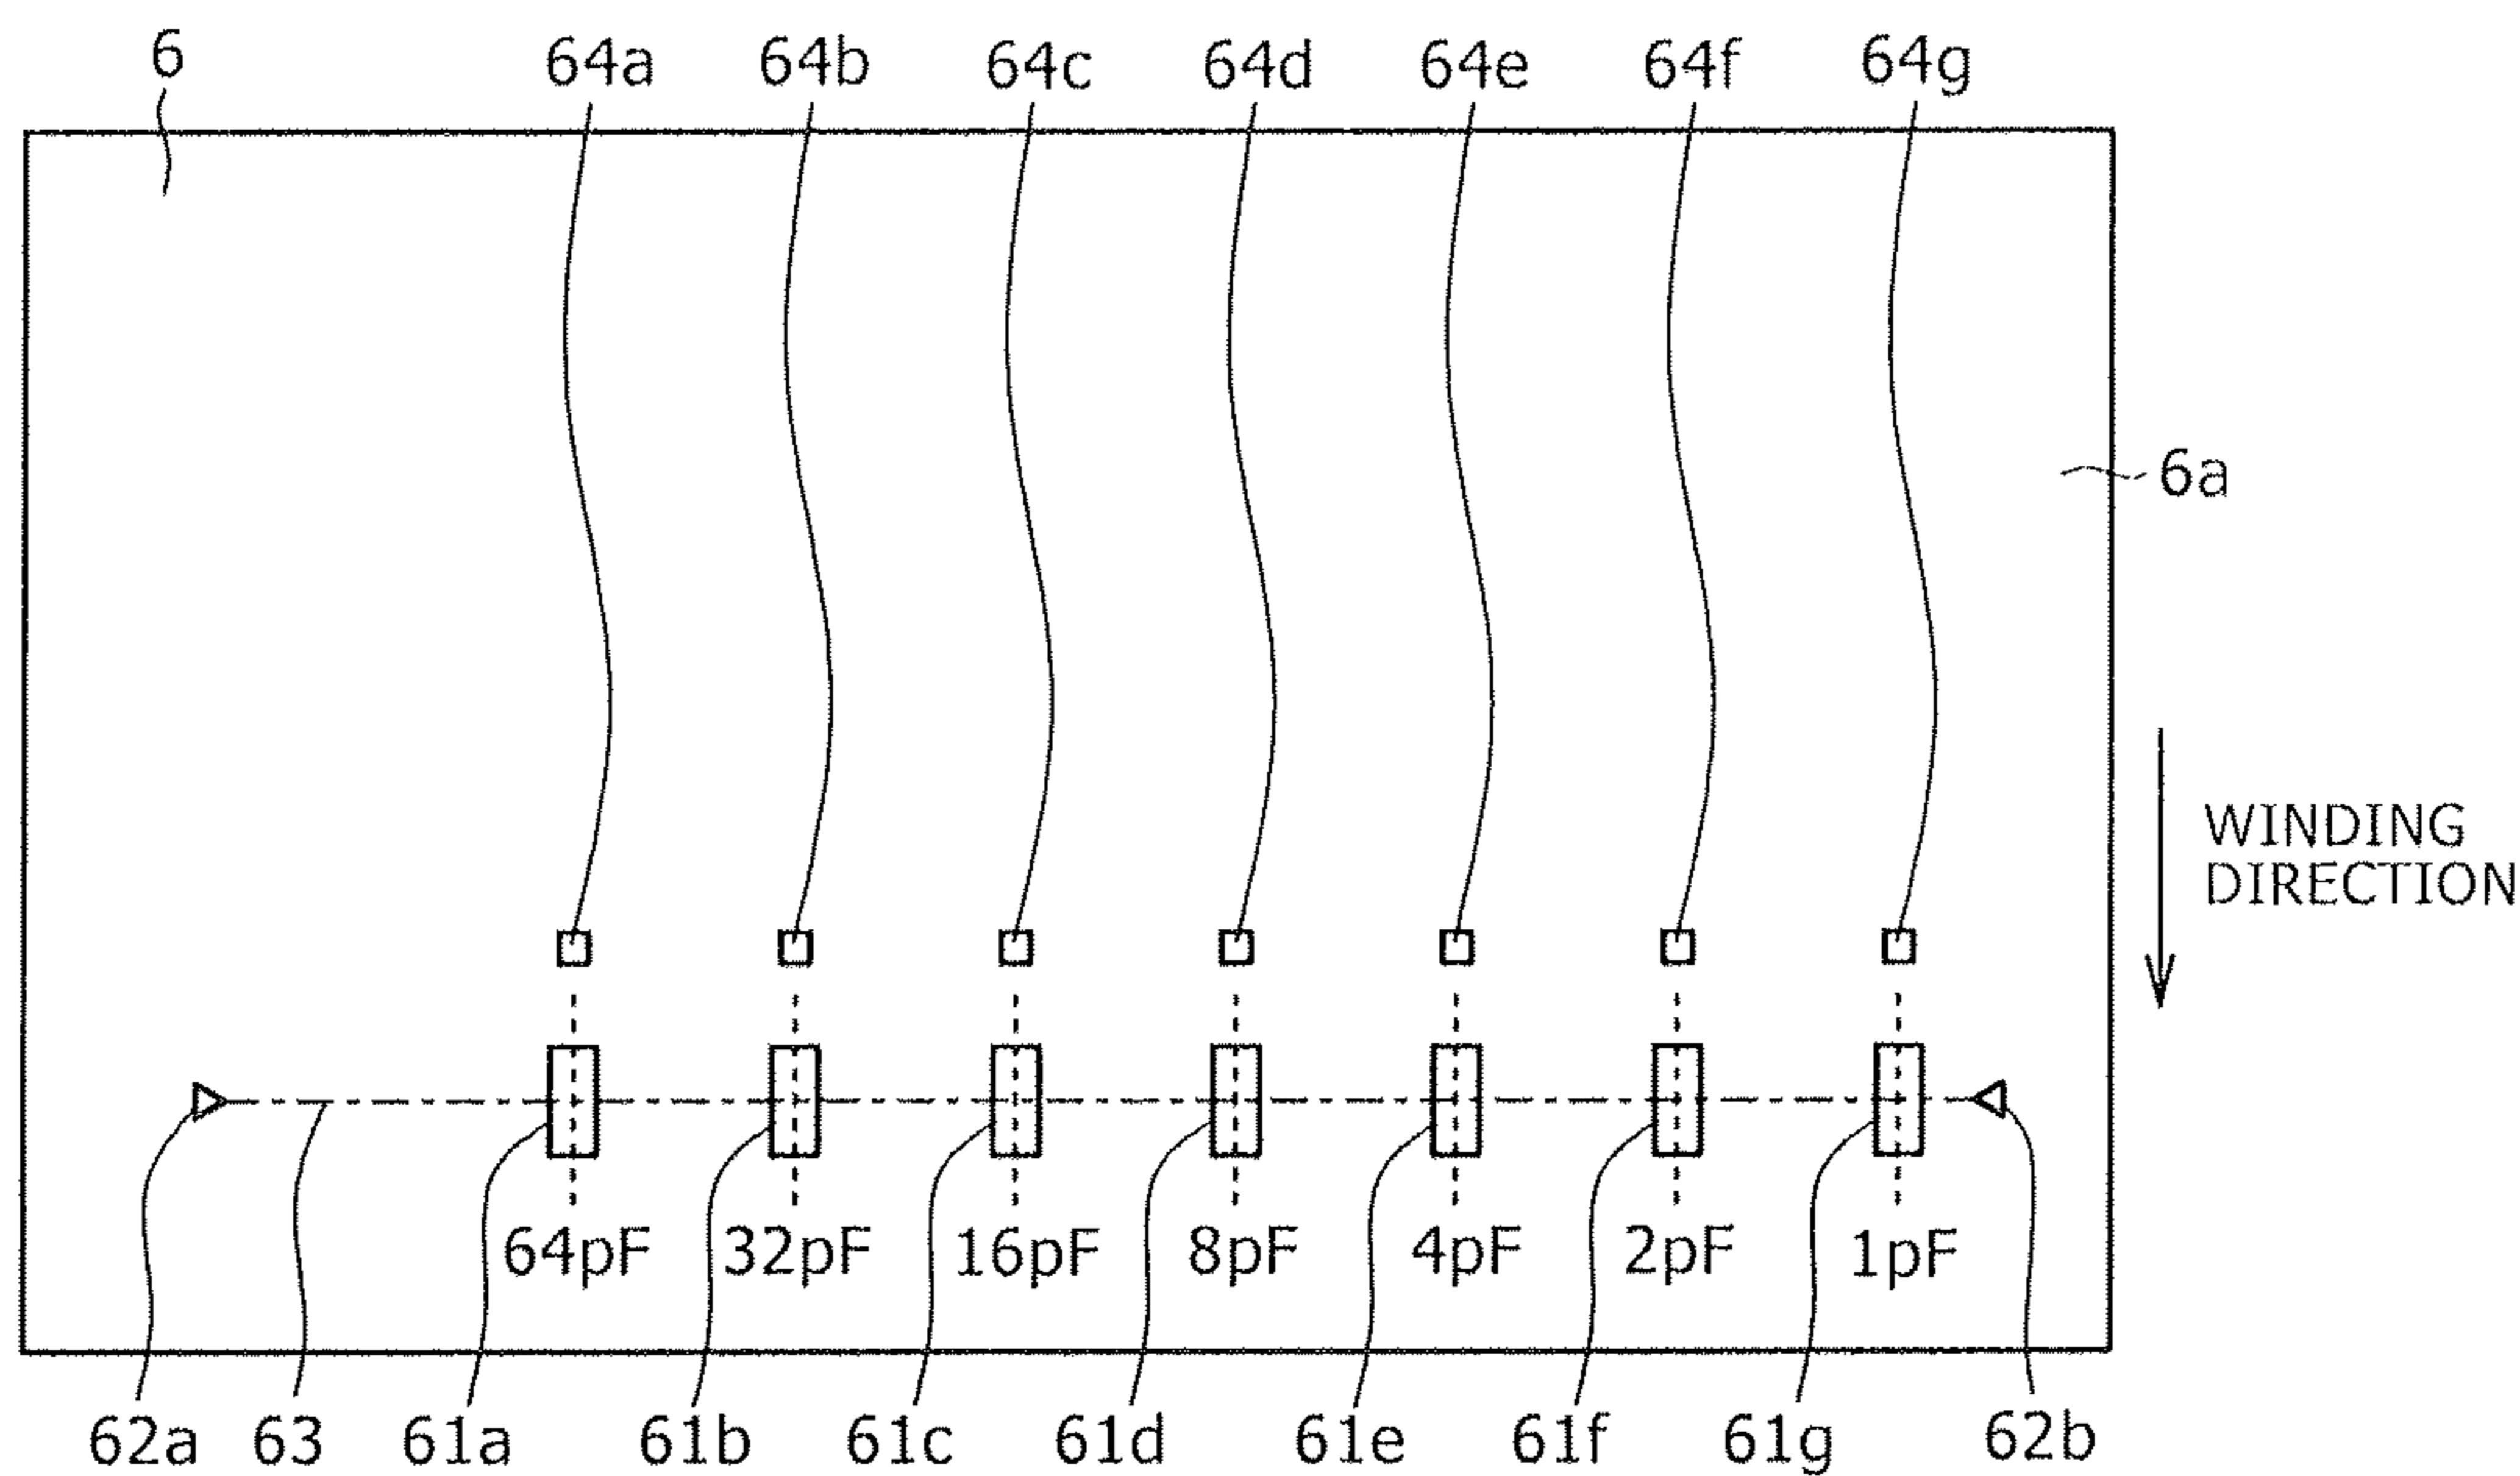 6 64a 64b 64c 64d 64e 64f 64g
6a
WINDING
DIRECTION
64pF 32pF 16pF 8pF 4pF 2pF 1pF
62a 63 61a 61b 61c 61d 61e 61f 61g 62b